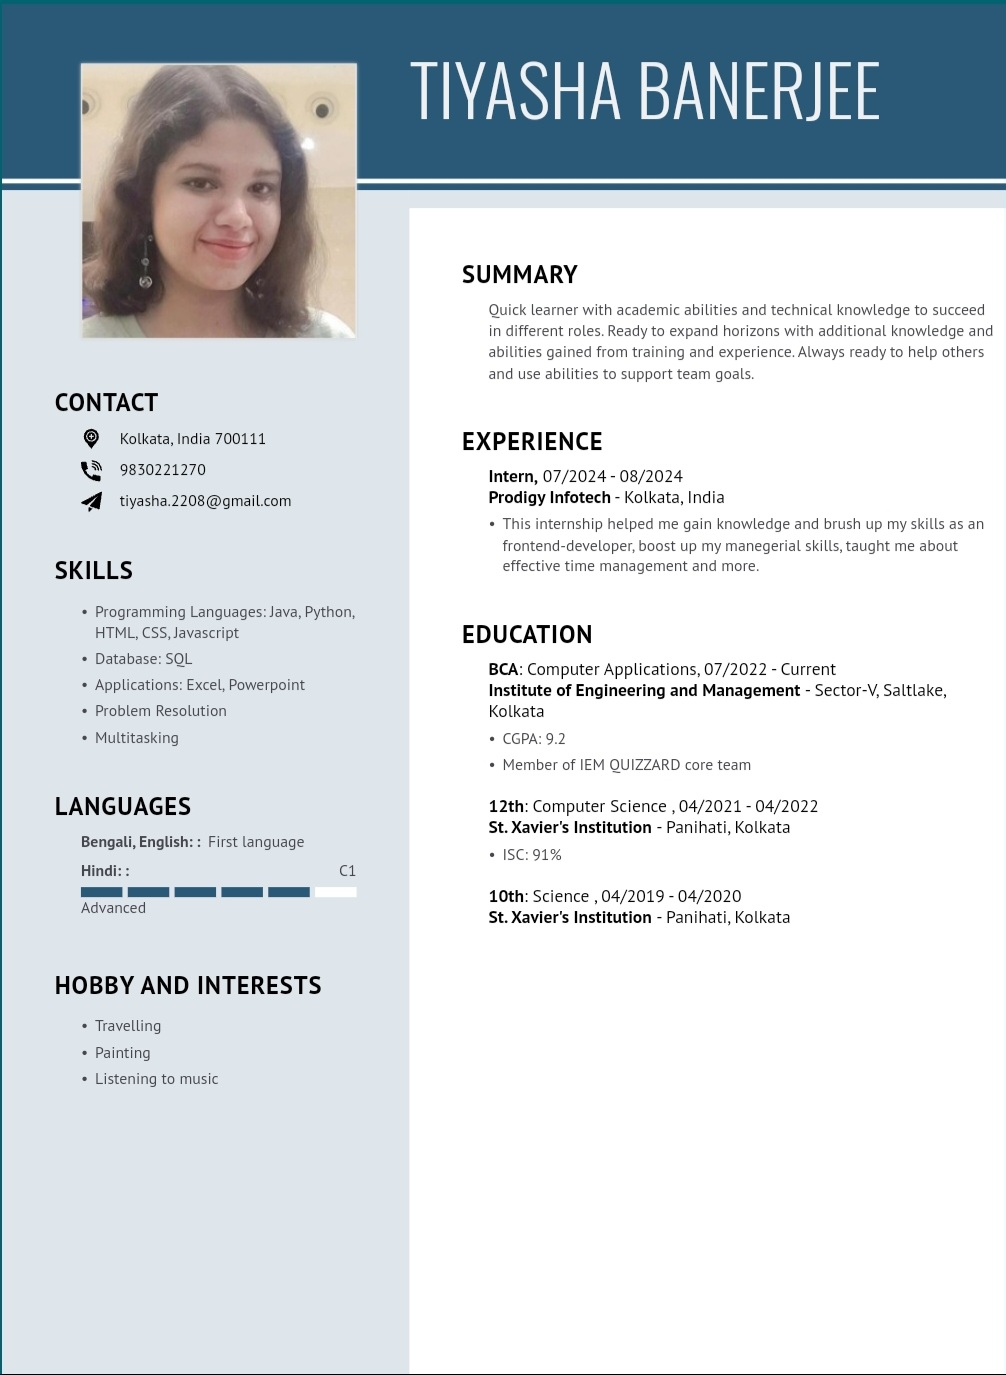 TIYASHA BANERJEE
CONTACT
Kolkata, India 700111
9830221270
tiyasha.2208@gmail.com
SKILLS
• Programming Languages: Java, Python,
HTML, CSS, Javascript
• Database: SQL
• Applications: Excel, Powerpoint
• Problem Resolution
• Multitasking
LANGUAGES
Bengali, English: : First language
Hindi: : C1
Advanced
HOBBY AND INTERESTS
• Travelling
• Painting
• Listening to music
SUMMARY
Quick learner with academic abilities and technical knowledge to succeed
in different roles. Ready to expand horizons with additional knowledge and
abilities gained from training and experience. Always ready to help others
and use abilities to support team goals.
EXPERIENCE
Intern, 07/2024 - 08/2024
Prodigy Infotech - Kolkata, India
• This internship helped me gain knowledge and brush up my skills as an
frontend-developer, boost up my manegerial skills, taught me about
effective time management and more.
EDUCATION
BCA: Computer Applications, 07/2022 - Current
Institute of Engineering and Management - Sector-V, Saltlake,
Kolkata
• CGPA: 9.2
• Member of IEM QUIZZARD core team
12th: Computer Science , 04/2021 - 04/2022
St. Xavier's Institution - Panihati, Kolkata
• ISC: 91%
10th: Science , 04/2019 - 04/2020
St. Xavier's Institution - Panihati, Kolkata